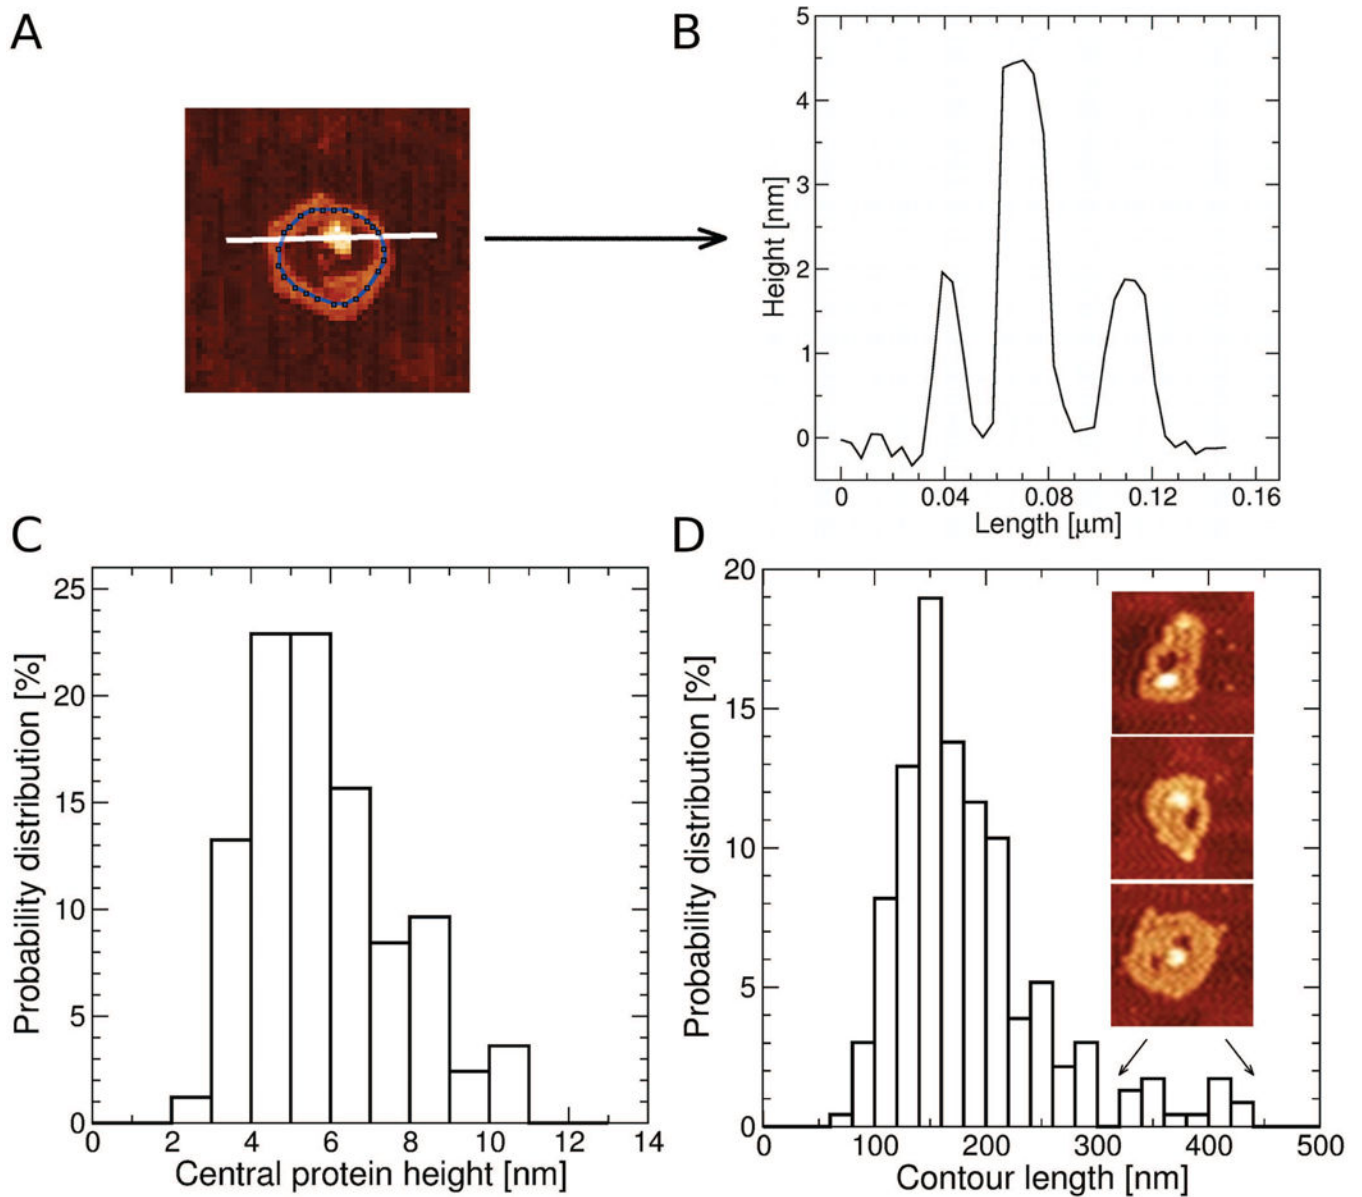 A
B
5
4
3
2
1
0
Height [nm]
0 0.04 0.08 0.12 0.16
Length [μm]
C
25
20
15
10
5
0
Probability distribution [%]
0 2 4 6 8 10 12 14
Central protein height [nm]
D
20
15
10
5
0
Probability distribution [%]
0 100 200 300 400 500
Contour length [nm]